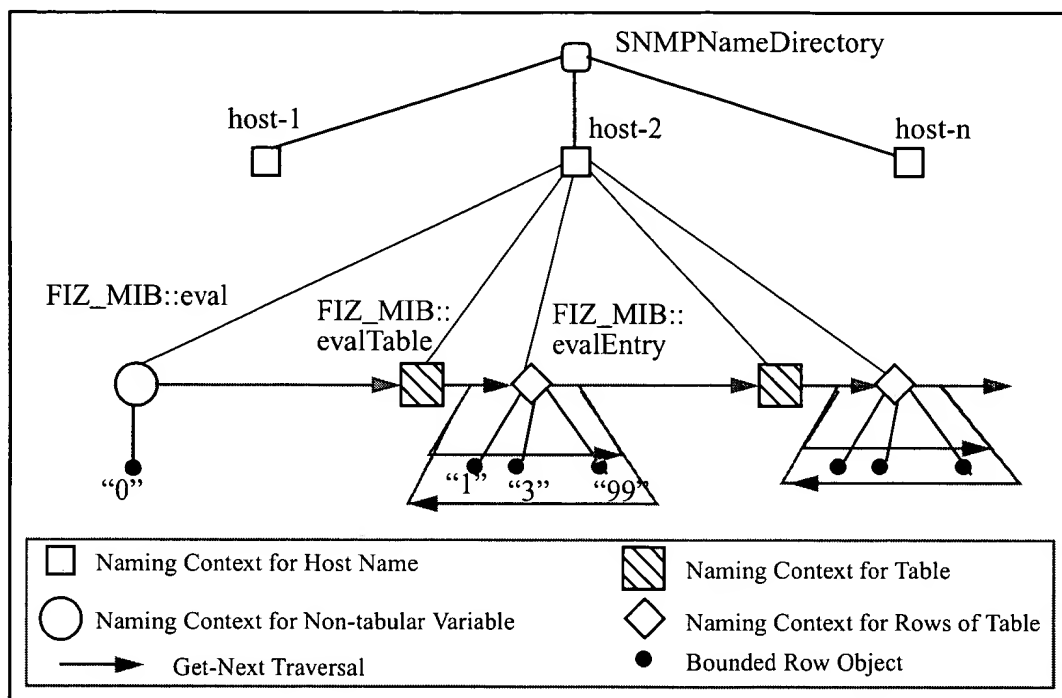 SNMPNameDirectory
host-1
host-2
host-n
FIZ_MIB::eval
FIZ_MIB::
evalTable
FIZ_MIB::
evalEntry
“0”
“1”
“3”
“99”
Naming Context for Host Name
Naming Context for Table
Naming Context for Non-tabular Variable
Naming Context for Rows of Table
Get-Next Traversal
Bounded Row Object